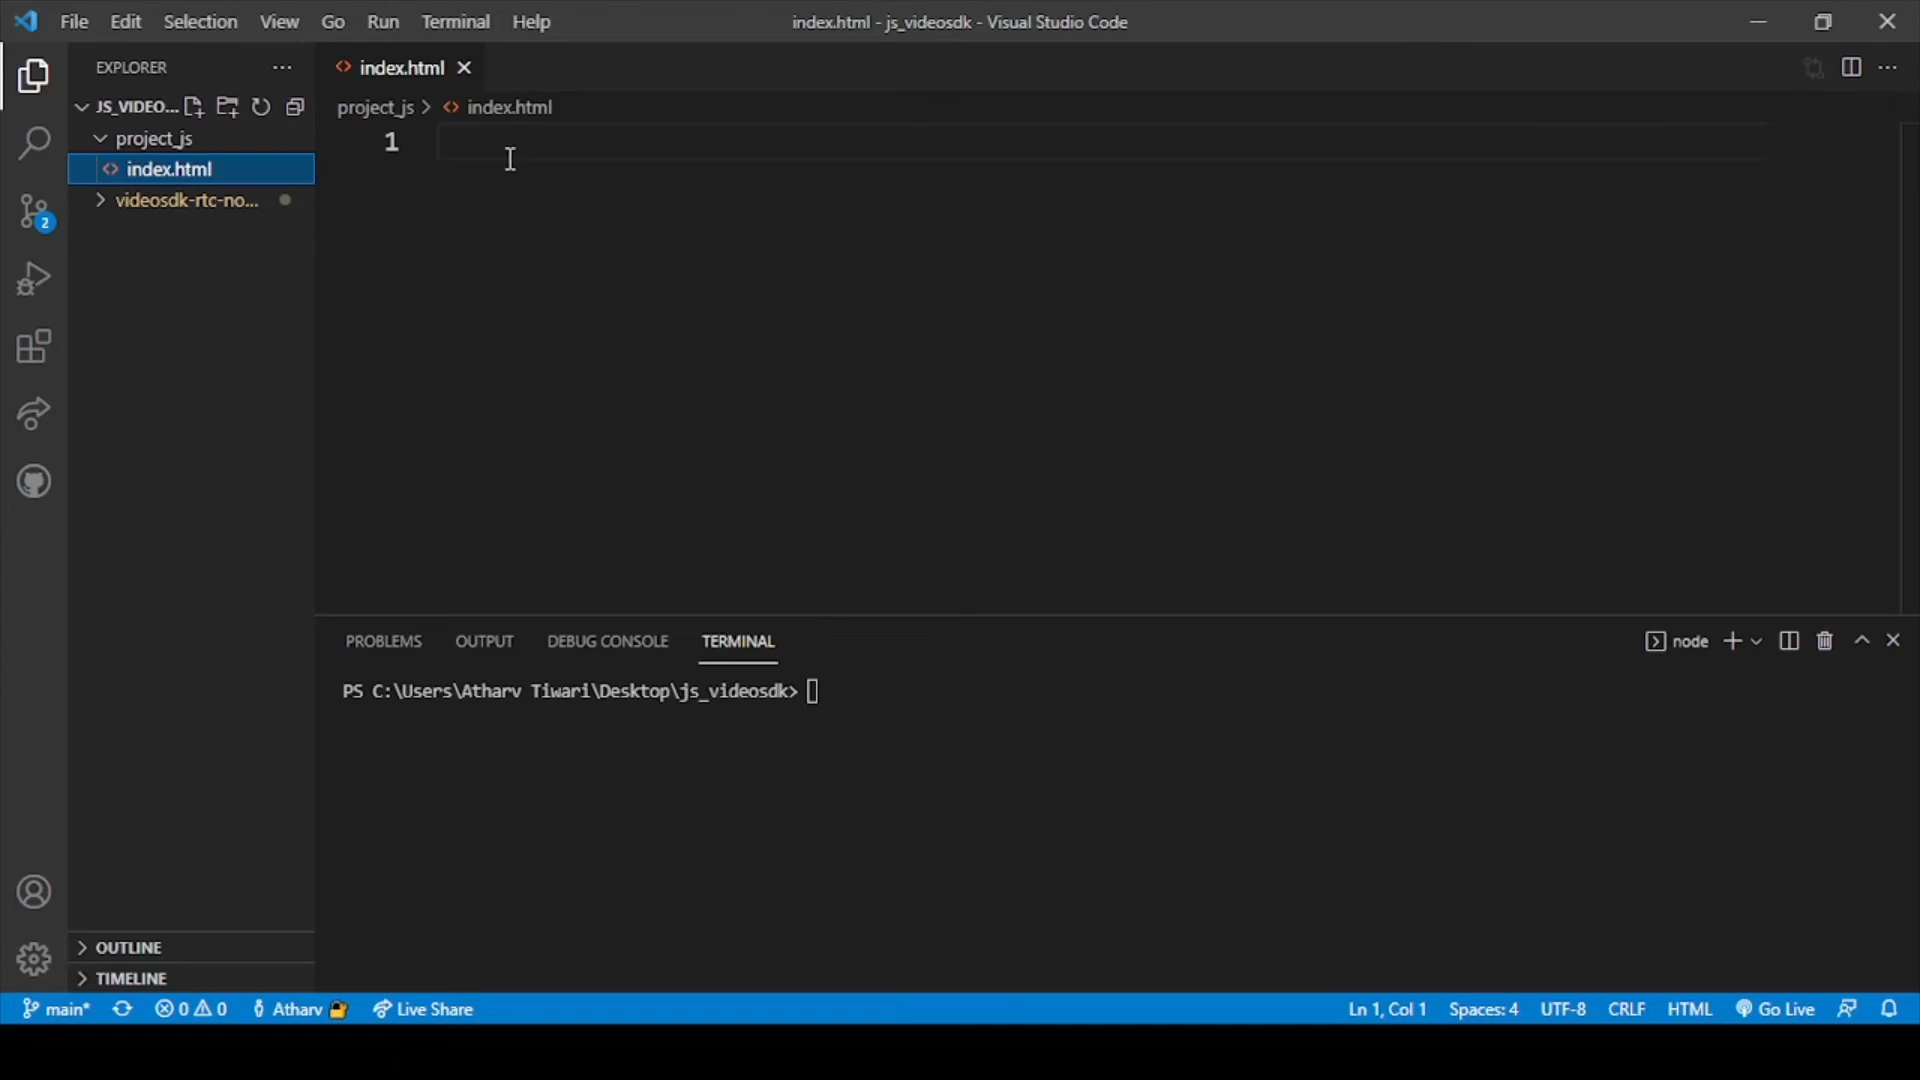 File Edit Selection View Go Run Terminal Help
index.html - js_videosdk - Visual Studio Code
EXPLORER
JS_VIDEO...
project_js
index.html
videosdk-rtc-no...
2
OUTLINE
TIMELINE
index.html
project_js > index.html
1
PROBLEMS OUTPUT DEBUG CONSOLE TERMINAL
node
PS C:\Users\Atharv Tiwari\Desktop\js_videosdk>
main* 0 0 Atharv Live Share
Ln 1, Col 1 Spaces: 4 UTF-8 CRLF HTML Go Live